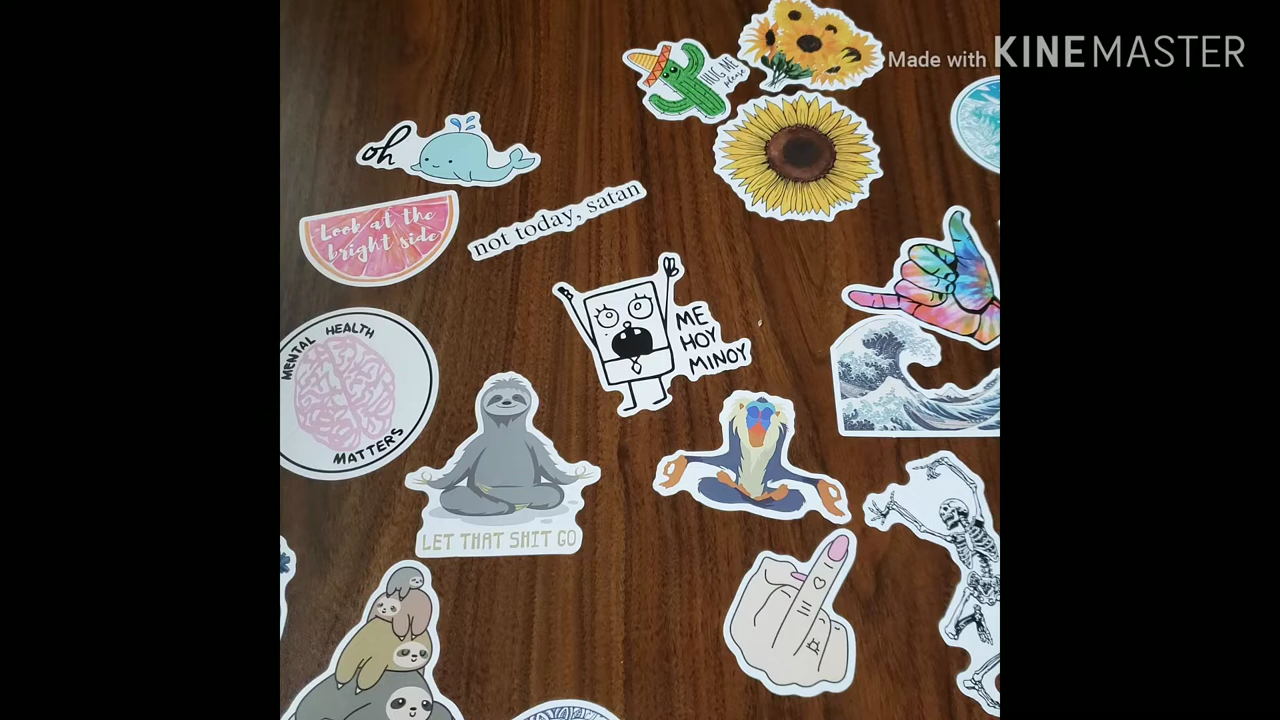 Made with KINEMASTER
HUG ME
please
oh
not today, satan
Look at the
bright side
ME
HOY
MINOY
MENTAL HEALTH
MATTERS
LET THAT SHIT GO